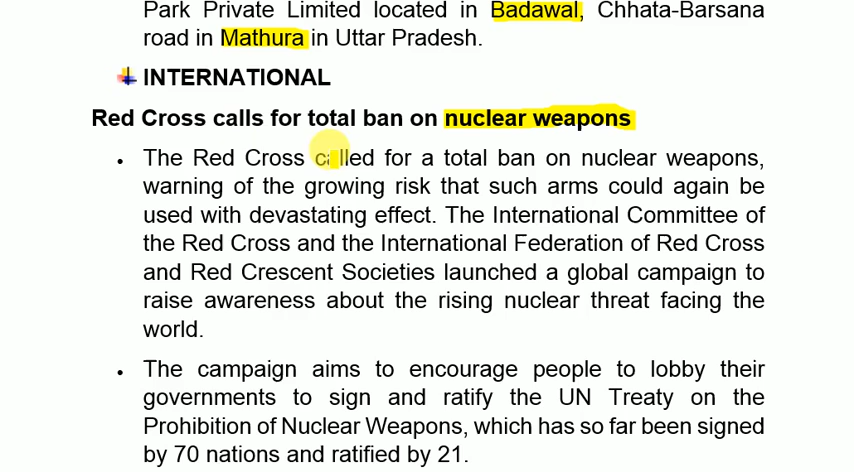 Park Private Limited located in Badawal, Chhata-Barsana
road in Mathura in Uttar Pradesh.
INTERNATIONAL
Red Cross calls for total ban on nuclear weapons
• The Red Cross called for a total ban on nuclear weapons,
warning of the growing risk that such arms could again be
used with devastating effect. The International Committee of
the Red Cross and the International Federation of Red Cross
and Red Crescent Societies launched a global campaign to
raise awareness about the rising nuclear threat facing the
world.
• The campaign aims to encourage people to lobby their
governments to sign and ratify the UN Treaty on the
Prohibition of Nuclear Weapons, which has so far been signed
by 70 nations and ratified by 21.